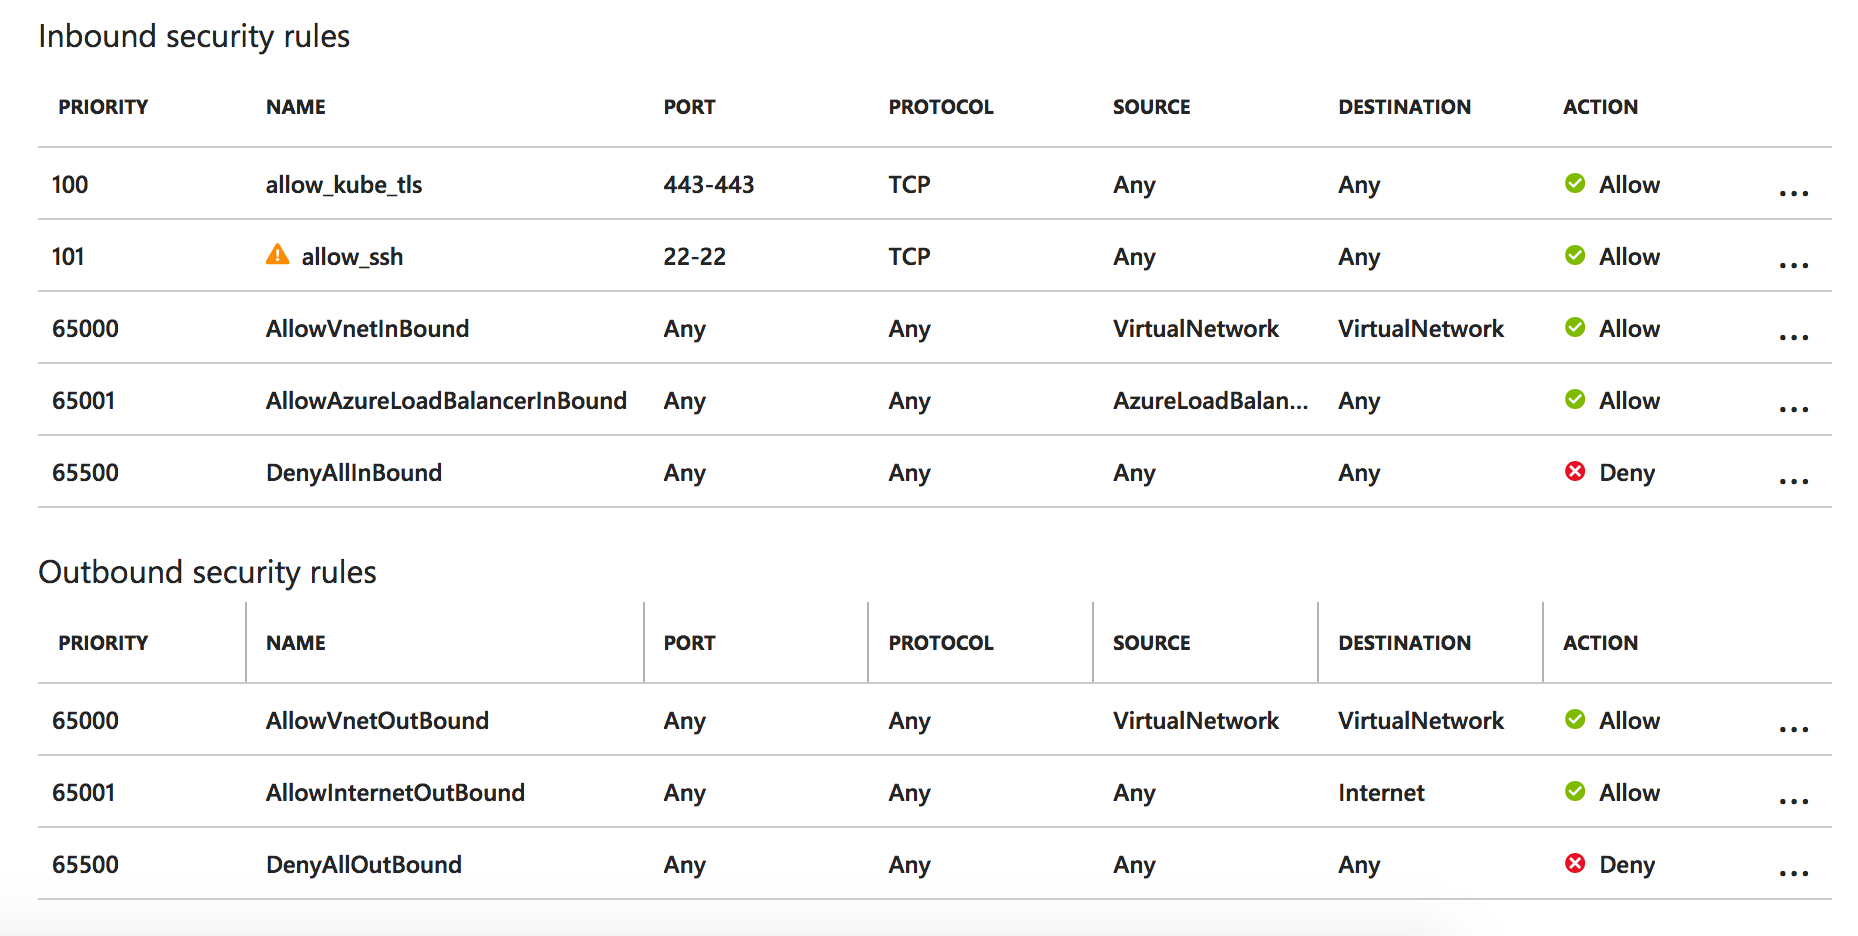 Inbound security rules
PRIORITY NAME PORT PROTOCOL SOURCE DESTINATION ACTION
100 allow_kube_tls 443-443 TCP Any Any Allow ...
101 allow_ssh 22-22 TCP Any Any Allow ...
65000 AllowVnetInBound Any Any VirtualNetwork VirtualNetwork Allow ...
65001 AllowAzureLoadBalancerInBound Any Any AzureLoadBalan... Any Allow ...
65500 DenyAllInBound Any Any Any Any Deny ...
Outbound security rules
PRIORITY NAME PORT PROTOCOL SOURCE DESTINATION ACTION
65000 AllowVnetOutBound Any Any VirtualNetwork VirtualNetwork Allow ...
65001 AllowInternetOutBound Any Any Any Internet Allow ...
65500 DenyAllOutBound Any Any Any Any Deny ...